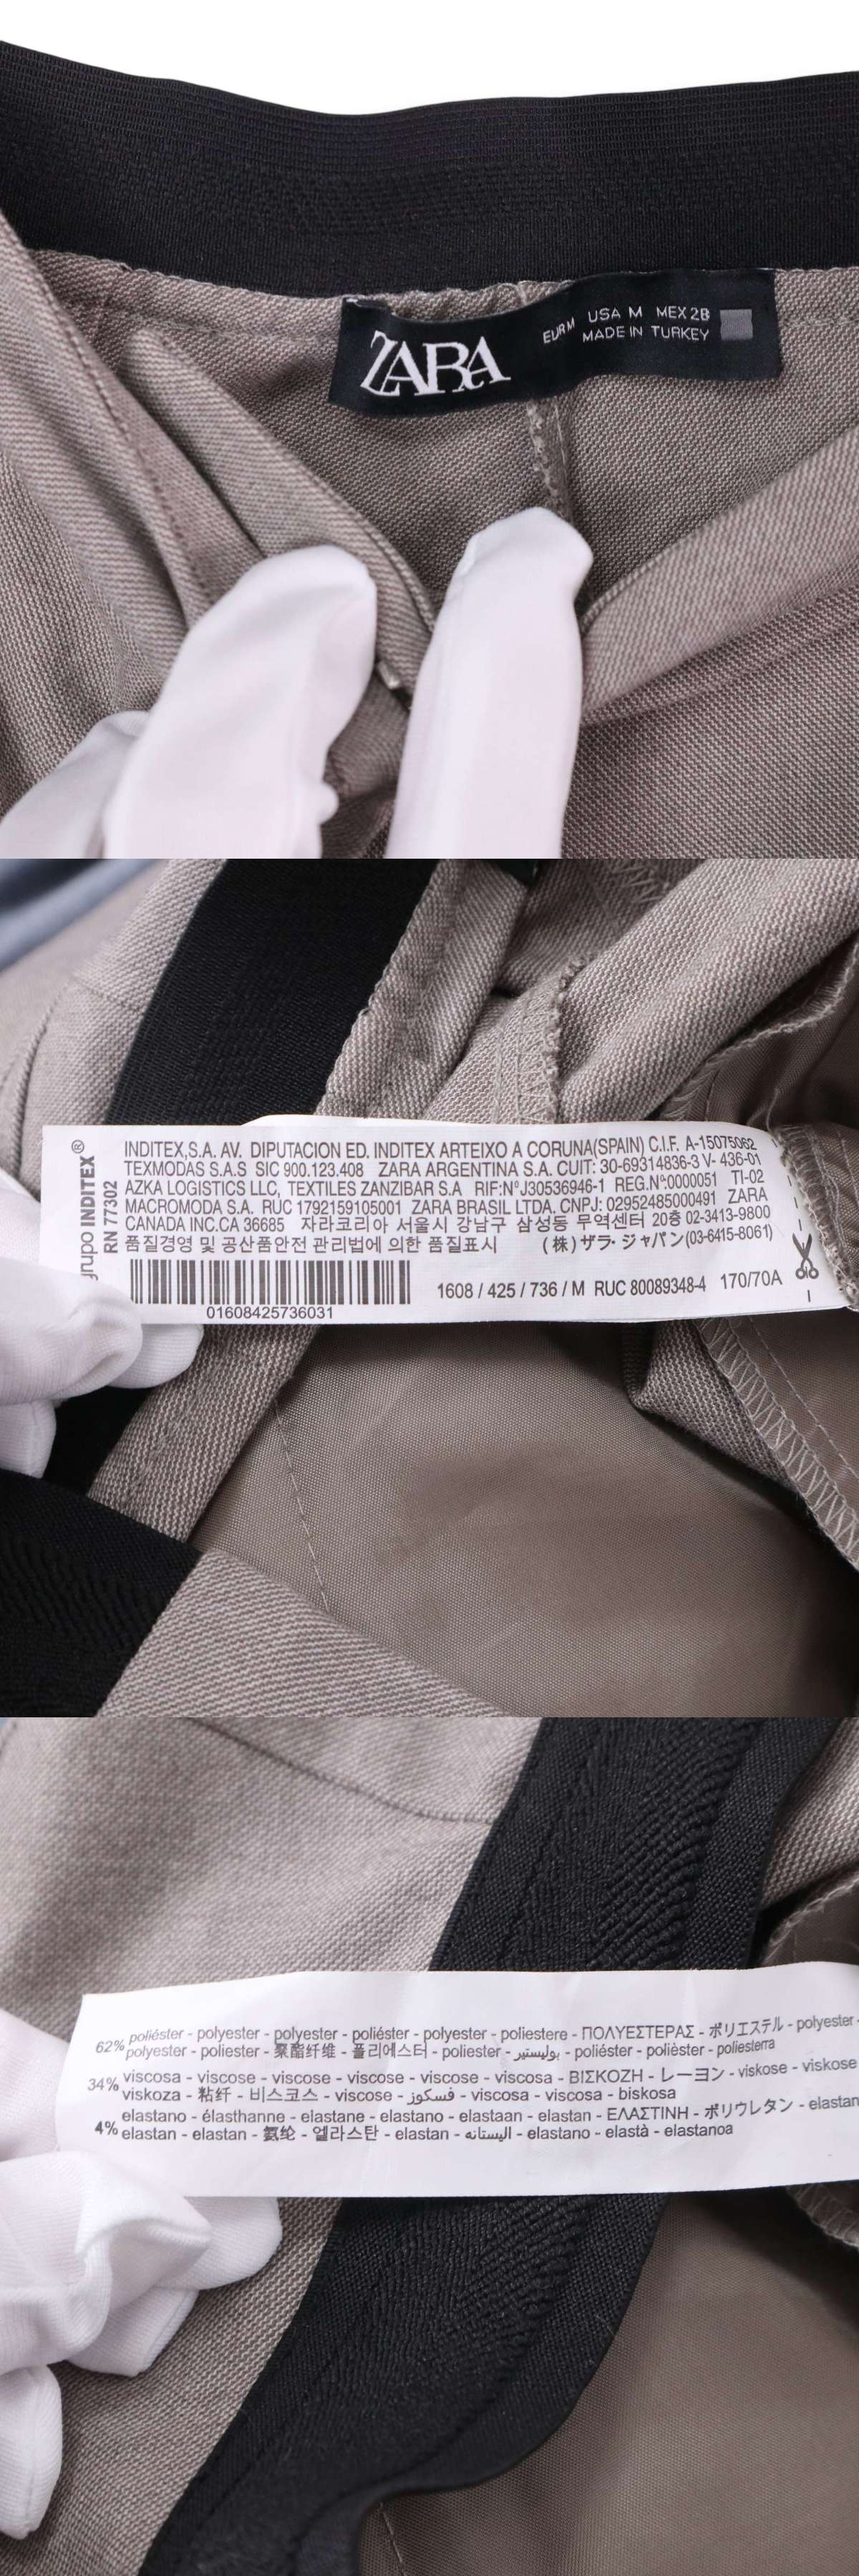 ZARA
EUR M USA M MEX 28
MADE IN TURKEY
grupo INDITEX®
RN 77302
INDITEX,S.A. AV. DIPUTACION ED. INDITEX ARTEIXO A CORUNA(SPAIN) C.I.F. A-15075062
TEXMODAS S.A.S SIC 900.123.408 ZARA ARGENTINA S.A. CUIT: 30-69314836-3 V- 436-01
AZKA LOGISTICS LLC, TEXTILES ZANZIBAR S.A RIF:NºJ30536946-1 REG.Nº:0000051 TI-02
MACROMODA S.A. RUC 1792159105001 ZARA BRASIL LTDA. CNPJ: 02952485000491 ZARA
CANADA INC.CA 36685 자라코리아 서울시 강남구 삼성동 무역센터 20층 02-3413-9800
품질경영 및 공산품안전 관리법에 의한 품질표시 (株)ザラ・ジャパン(03-6415-8061)
1608 / 425 / 736 / M RUC 80089348-4 170/70A
01608425736031
62% poliéster - polyester - polyester - poliéster - polyester - poliestere - ΠΟΛΥΕΣΤΕΡΑΣ - ポリエステル - polyester -
polyester - poliester - 聚酯纤维 - 폴리에스터 - poliester - بوليستير - poliéster - polièster - poliesterra
34% viscosa - viscose - viscose - viscose - viscose - viscosa - ΒΙΣΚΟΖΗ - レーヨン - viskose - viskose
viskoza - 粘纤 - 비스코스 - viscose - فسكوز - viscosa - viscosa - biskosa
4% elastano - élasthanne - elastane - elastano - elastaan - elastan - ΕΛΑΣΤΙΝΗ - ポリウレタン - elastan
elastan - elastan - 氨纶 - 엘라스탄 - elastan - اليستانه - elastano - elastà - elastanoa